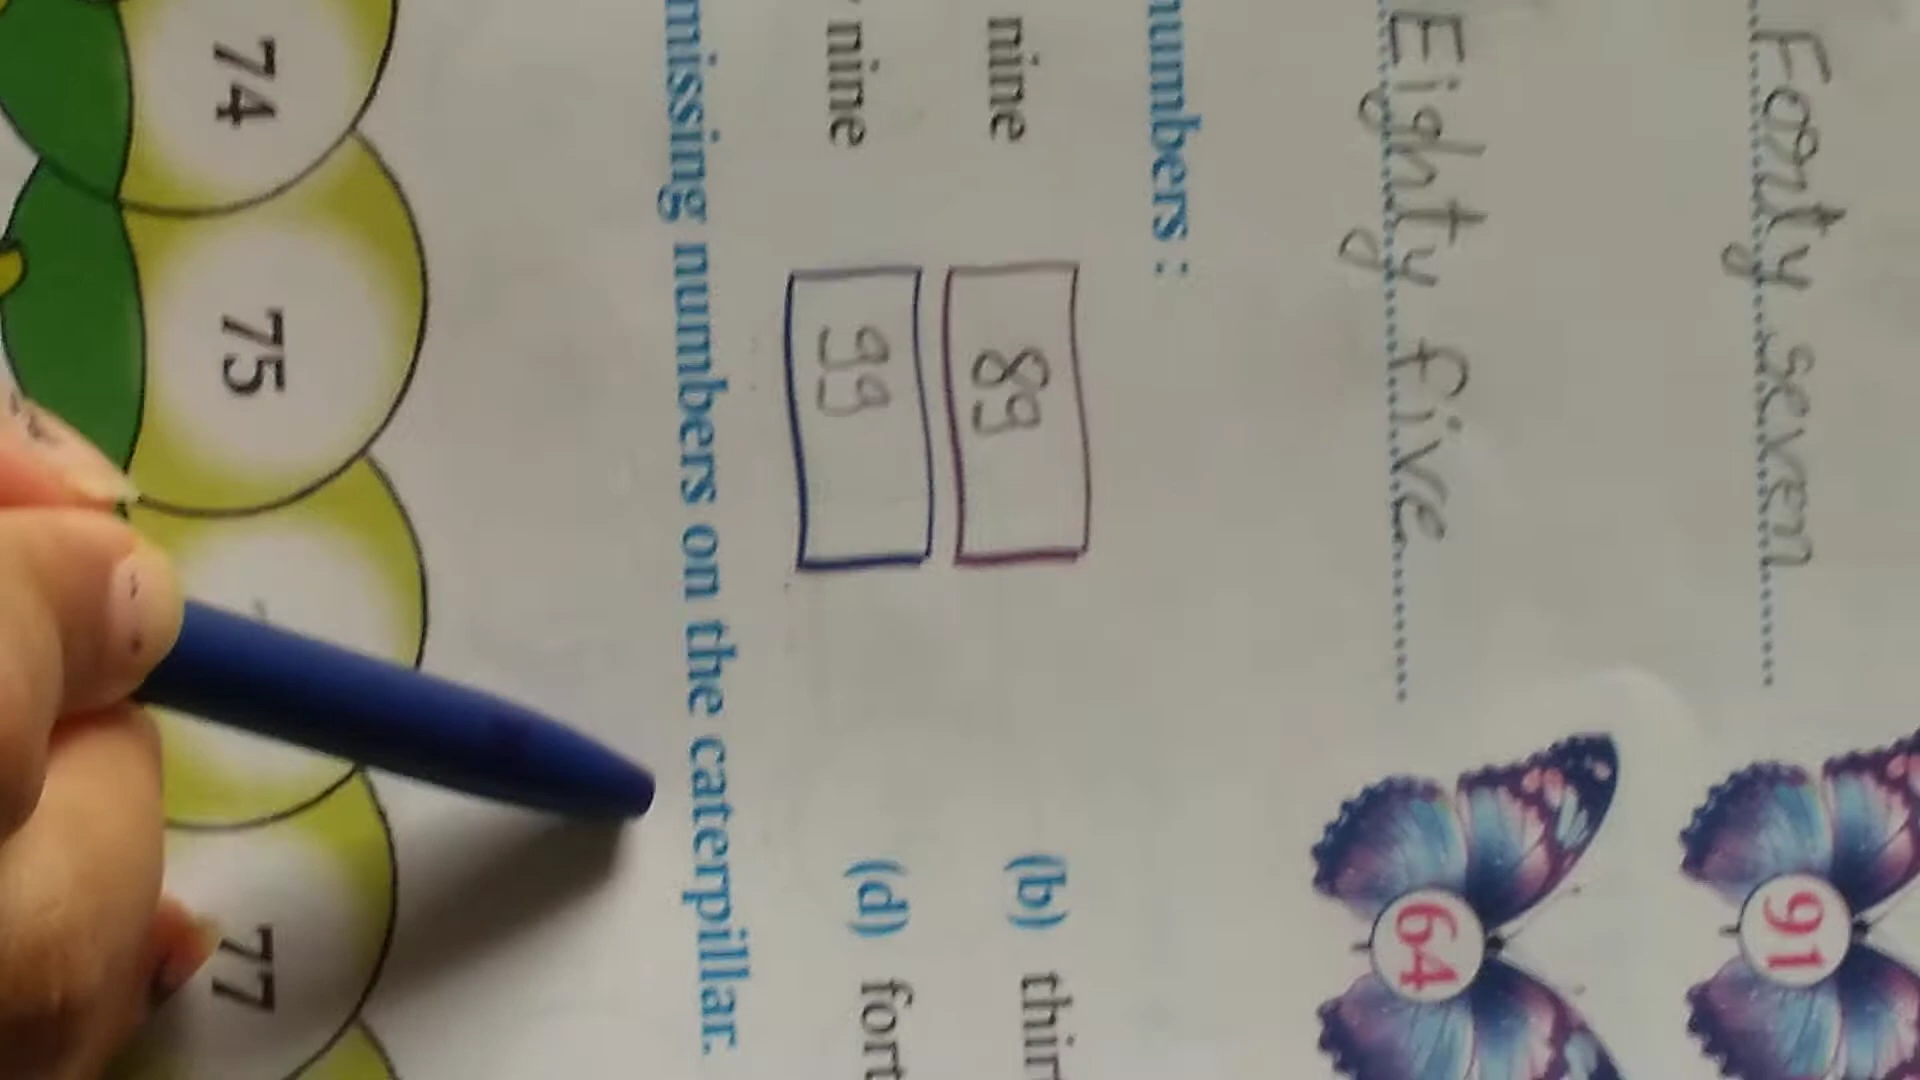 Forty seven 91
Eighty five 64
numbers :
nine 89 (b) thir
nine 99 (d) fort
missing numbers on the caterpillar.
74 75 77